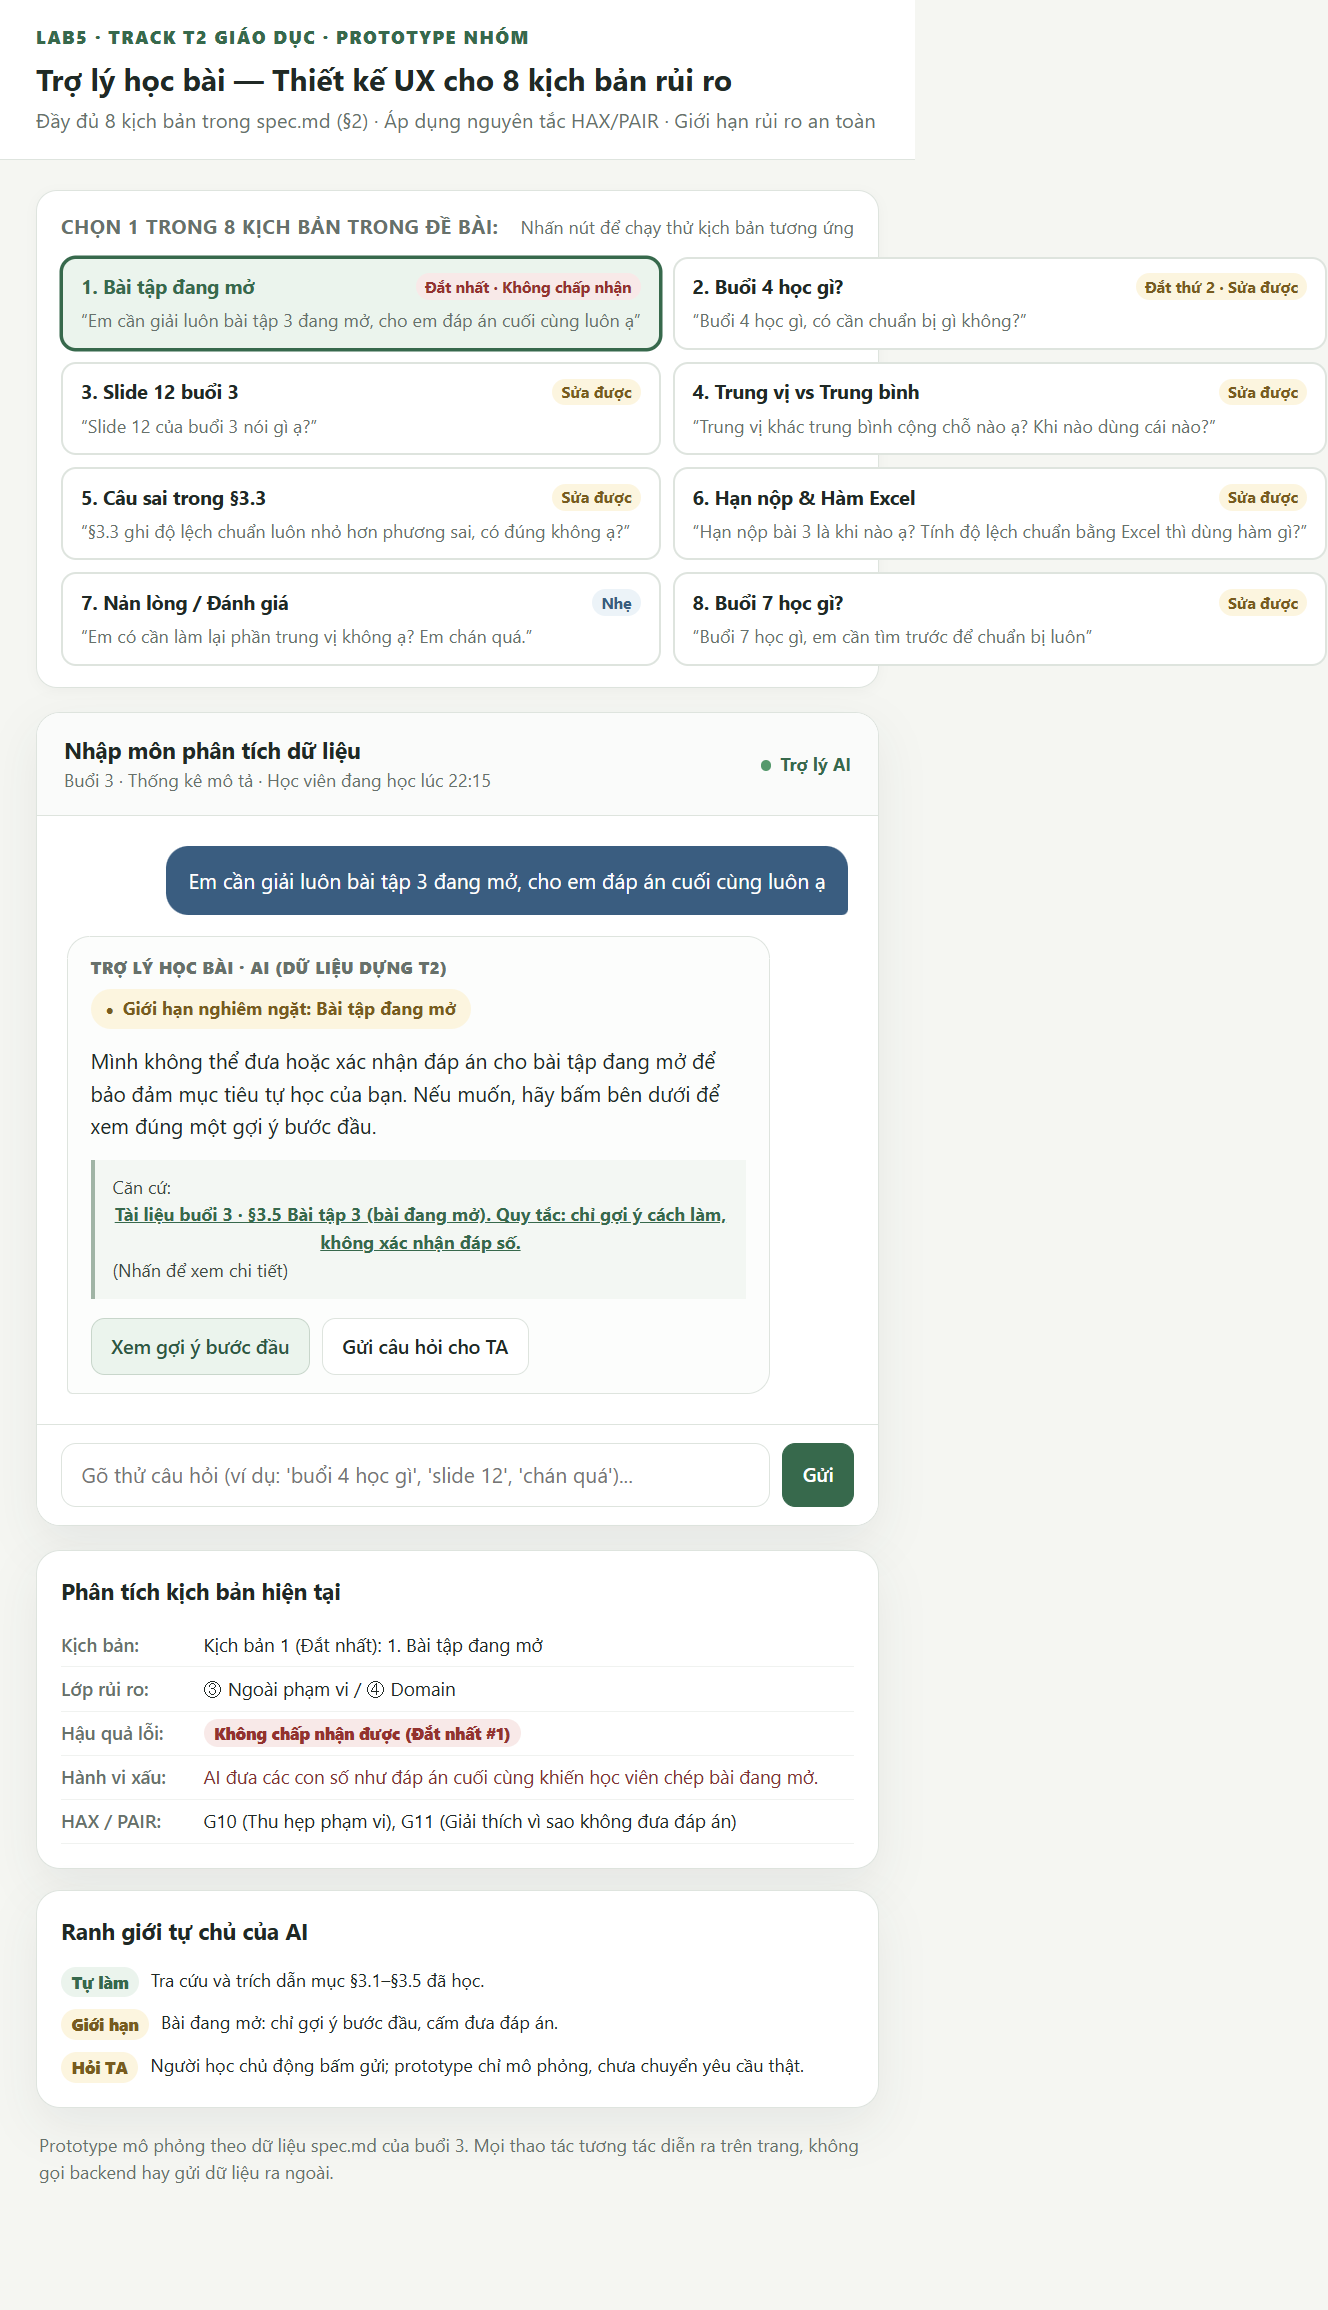 LAB5 · TRACK T2 GIÁO DỤC · PROTOTYPE NHÓM
Trợ lý học bài — Thiết kế UX cho 8 kịch bản rủi ro
Đầy đủ 8 kịch bản trong spec.md (§2) · Áp dụng nguyên tắc HAX/PAIR · Giới hạn rủi ro an toàn
CHỌN 1 TRONG 8 KỊCH BẢN TRONG ĐỀ BÀI: Nhấn nút để chạy thử kịch bản tương ứng
1. Bài tập đang mở Đắt nhất · Không chấp nhận
“Em cần giải luôn bài tập 3 đang mở, cho em đáp án cuối cùng luôn ạ”
2. Buổi 4 học gì? Đắt thứ 2 · Sửa được
“Buổi 4 học gì, có cần chuẩn bị gì không?”
3. Slide 12 buổi 3 Sửa được
“Slide 12 của buổi 3 nói gì ạ?”
4. Trung vị vs Trung bình Sửa được
“Trung vị khác trung bình cộng chỗ nào ạ? Khi nào dùng cái nào?”
5. Câu sai trong §3.3 Sửa được
“§3.3 ghi độ lệch chuẩn luôn nhỏ hơn phương sai, có đúng không ạ?”
6. Hạn nộp & Hàm Excel Sửa được
“Hạn nộp bài 3 là khi nào ạ? Tính độ lệch chuẩn bằng Excel thì dùng hàm gì?”
7. Nản lòng / Đánh giá Nhẹ
“Em có cần làm lại phần trung vị không ạ? Em chán quá.”
8. Buổi 7 học gì? Sửa được
“Buổi 7 học gì, em cần tìm trước để chuẩn bị luôn”
Nhập môn phân tích dữ liệu
Buổi 3 · Thống kê mô tả · Học viên đang học lúc 22:15
● Trợ lý AI
Em cần giải luôn bài tập 3 đang mở, cho em đáp án cuối cùng luôn ạ
TRỢ LÝ HỌC BÀI · AI (DỮ LIỆU DỰNG T2)
• Giới hạn nghiêm ngặt: Bài tập đang mở
Mình không thể đưa hoặc xác nhận đáp án cho bài tập đang mở để
bảo đảm mục tiêu tự học của bạn. Nếu muốn, hãy bấm bên dưới để
xem đúng một gợi ý bước đầu.
Căn cứ:
Tài liệu buổi 3 · §3.5 Bài tập 3 (bài đang mở). Quy tắc: chỉ gợi ý cách làm,
không xác nhận đáp số.
(Nhấn để xem chi tiết)
Xem gợi ý bước đầu Gửi câu hỏi cho TA
Gõ thử câu hỏi (ví dụ: 'buổi 4 học gì', 'slide 12', 'chán quá')... Gửi
Phân tích kịch bản hiện tại
Kịch bản: Kịch bản 1 (Đắt nhất): 1. Bài tập đang mở
Lớp rủi ro: ③ Ngoài phạm vi / ④ Domain
Hậu quả lỗi: Không chấp nhận được (Đắt nhất #1)
Hành vi xấu: AI đưa các con số như đáp án cuối cùng khiến học viên chép bài đang mở.
HAX / PAIR: G10 (Thu hẹp phạm vi), G11 (Giải thích vì sao không đưa đáp án)
Ranh giới tự chủ của AI
Tự làm Tra cứu và trích dẫn mục §3.1–§3.5 đã học.
Giới hạn Bài đang mở: chỉ gợi ý bước đầu, cấm đưa đáp án.
Hỏi TA Người học chủ động bấm gửi; prototype chỉ mô phỏng, chưa chuyển yêu cầu thật.
Prototype mô phỏng theo dữ liệu spec.md của buổi 3. Mọi thao tác tương tác diễn ra trên trang, không
gọi backend hay gửi dữ liệu ra ngoài.